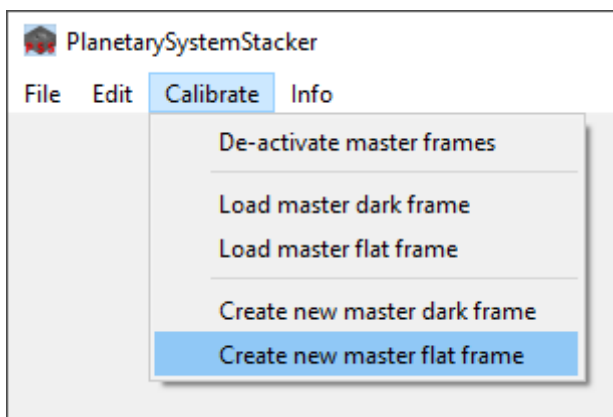 PlanetarySystemStacker
File Edit Calibrate Info
De-activate master frames
Load master dark frame
Load master flat frame
Create new master dark frame
Create new master flat frame